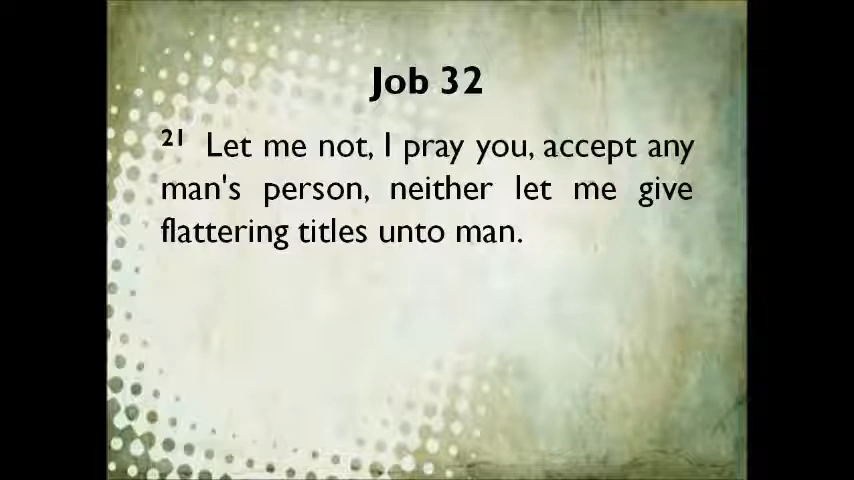 Job 32
21 Let me not, I pray you, accept any
man's person, neither let me give
flattering titles unto man.